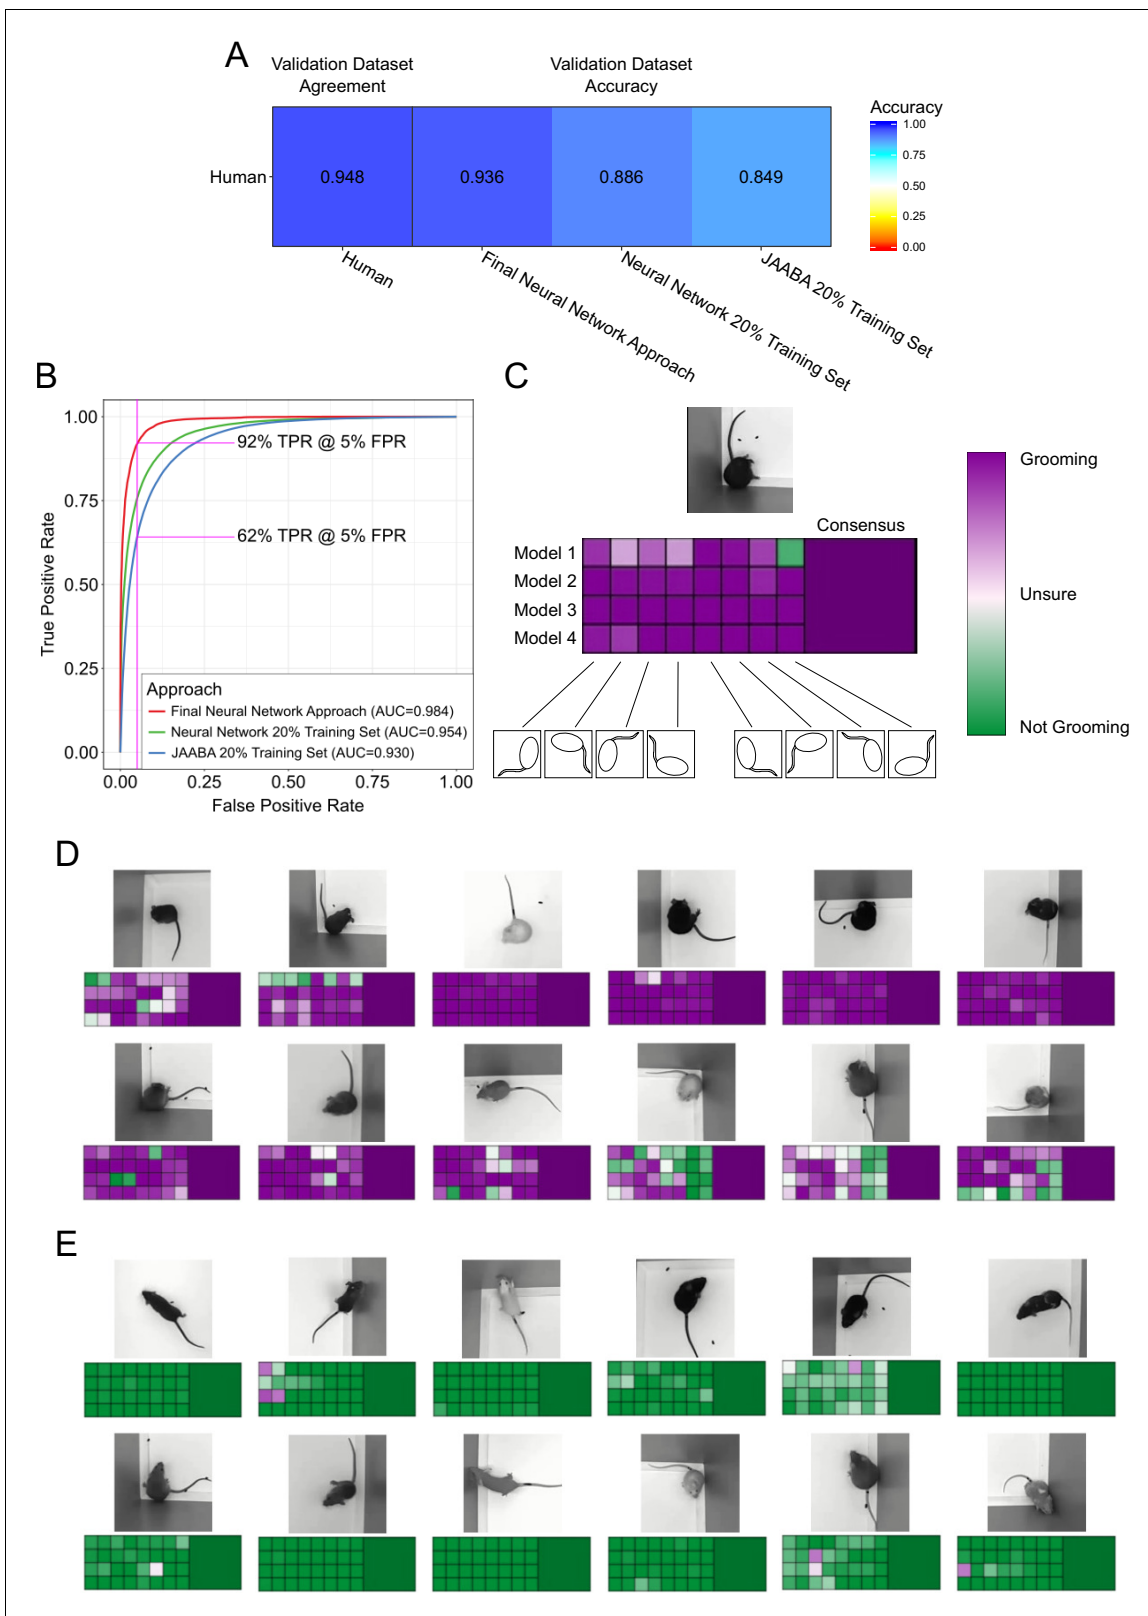 A
Validation Dataset
Agreement
Validation Dataset
Accuracy
Human
0.948
0.936
0.886
0.849
Accuracy
1.00
0.75
0.50
0.25
0.00
Human
Final Neural Network Approach
Neural Network 20% Training Set
JAABA 20% Training Set
B
True Positive Rate
1.00
0.75
0.50
0.25
0.00
92% TPR @ 5% FPR
62% TPR @ 5% FPR
Approach
Final Neural Network Approach (AUC=0.984)
Neural Network 20% Training Set (AUC=0.954)
JAABA 20% Training Set (AUC=0.930)
0.00
0.25
0.50
0.75
1.00
False Positive Rate
C
Consensus
Model 1
Model 2
Model 3
Model 4
Grooming
Unsure
Not Grooming
D
E